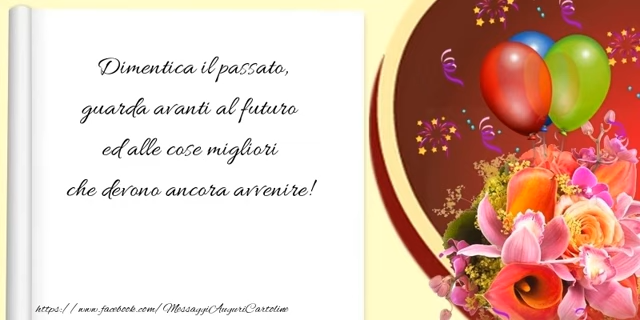 Dimentica il passato,
guarda avanti al futuro
ed alle cose migliori
che devono ancora avvenire!
https://www.facebook.com/MessaggiAuguriCartoline